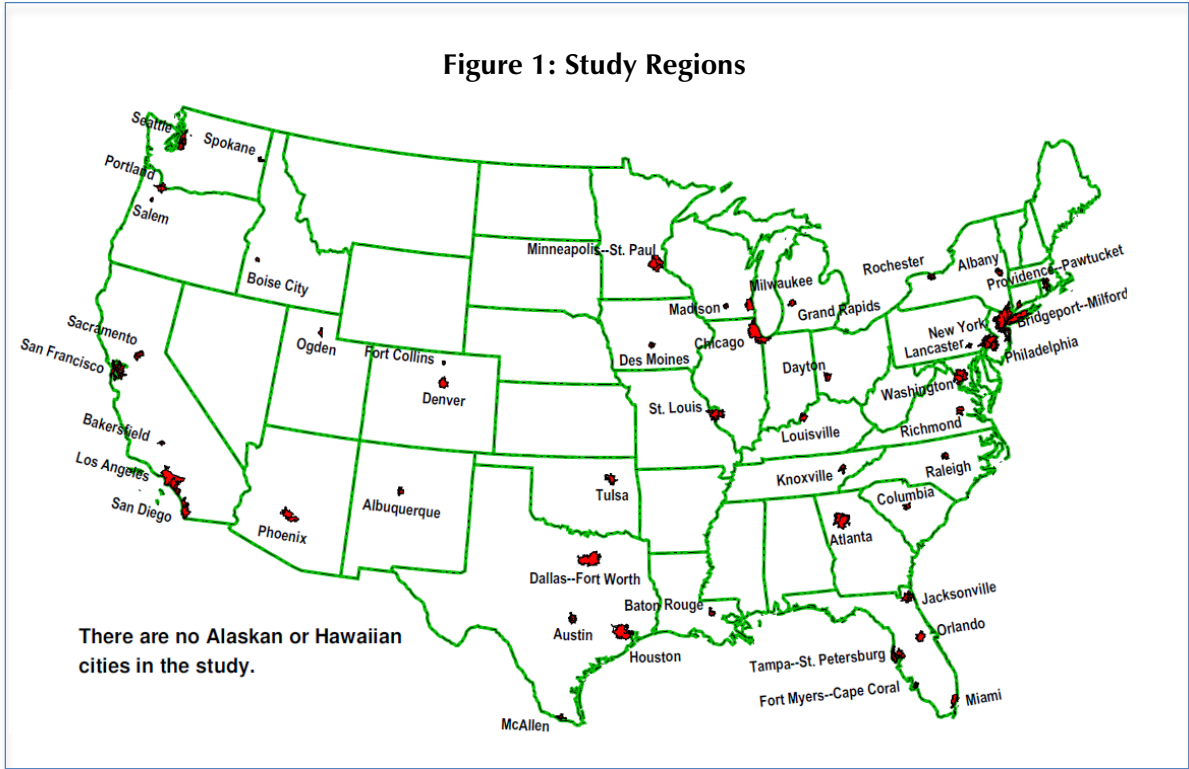 Figure 1: Study Regions
Seattle
Spokane
Portland
Salem
Boise City
Minneapolis--St. Paul
Milwaukee
Madison
Grand Rapids
Rochester
Albany
Providence--Pawtucket
Bridgeport--Milford
New York
Lancaster
Philadelphia
Sacramento
San Francisco
Ogden
Fort Collins
Denver
Des Moines
Chicago
Dayton
Washington
St. Louis
Louisville
Richmond
Bakersfield
Los Angeles
San Diego
Phoenix
Albuquerque
Tulsa
Knoxville
Raleigh
Columbia
Atlanta
Dallas--Fort Worth
Baton Rouge
Austin
Houston
Jacksonville
Orlando
Tampa--St. Petersburg
Fort Myers--Cape Coral
Miami
McAllen
There are no Alaskan or Hawaiian
cities in the study.